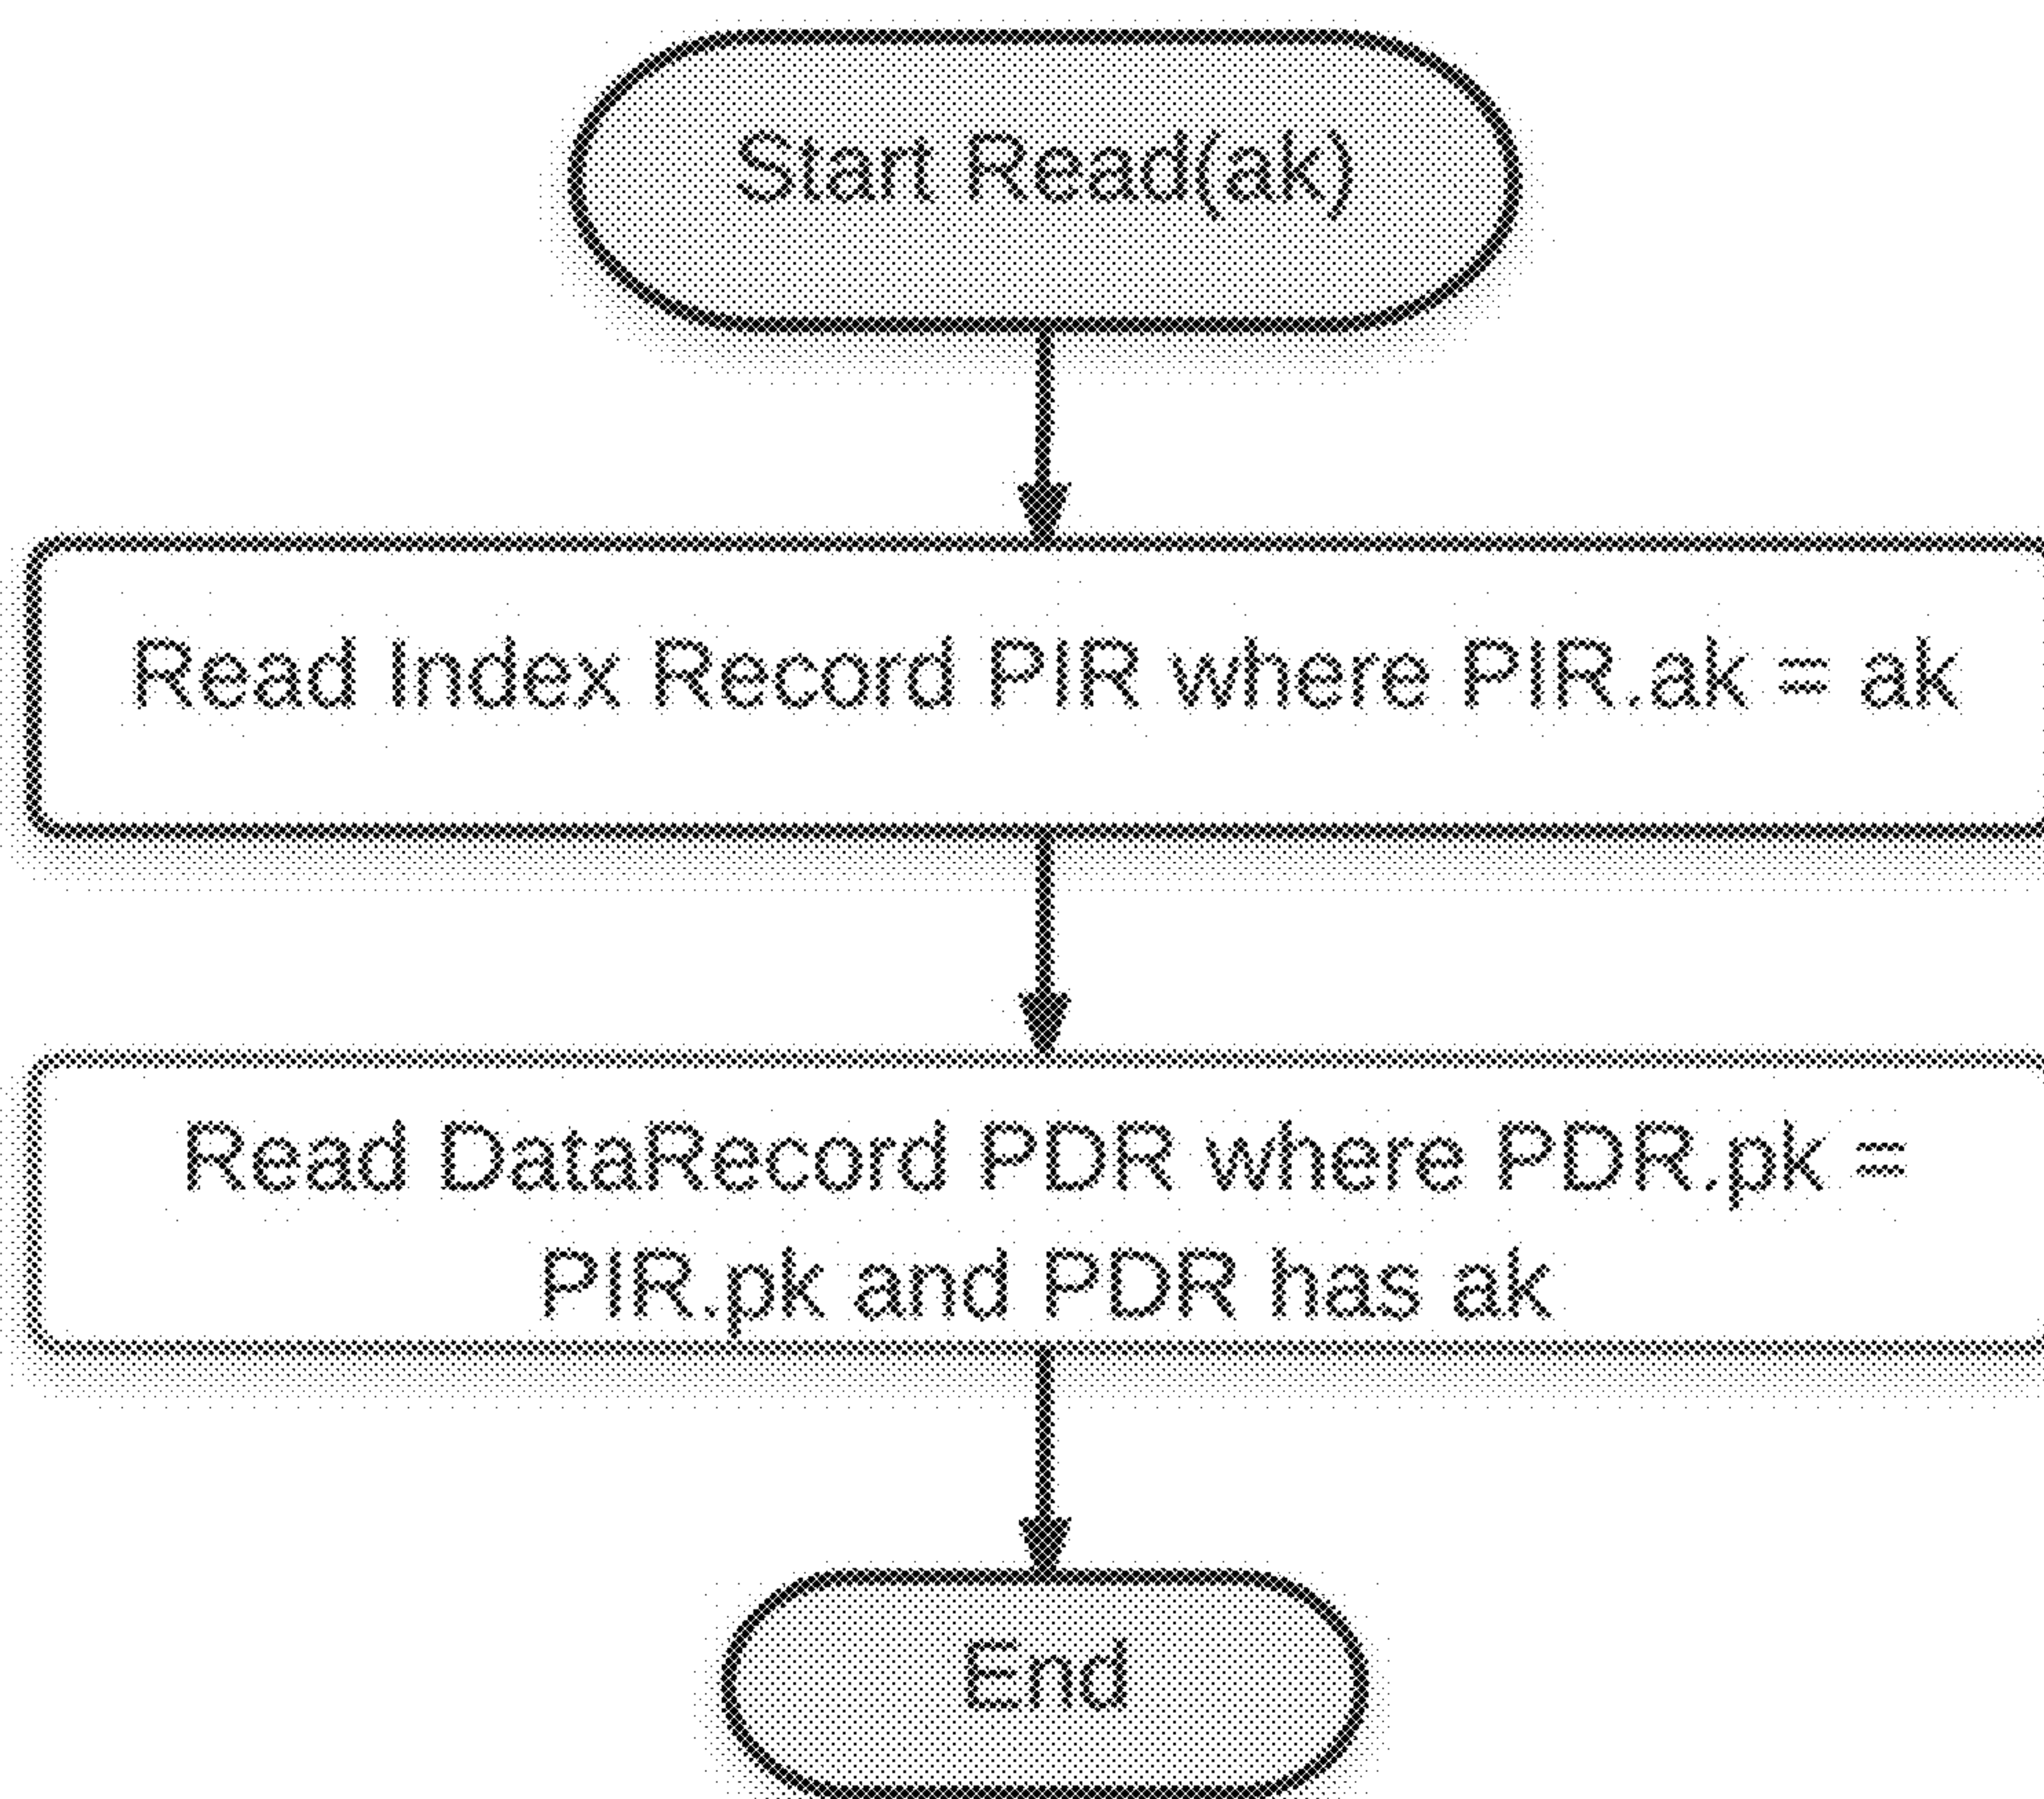 Start Read(ak)
Read Index Record PIR where PIR.ak = ak
Read DataRecord PDR where PDR.pk =
PIR.pk and PDR has ak
End